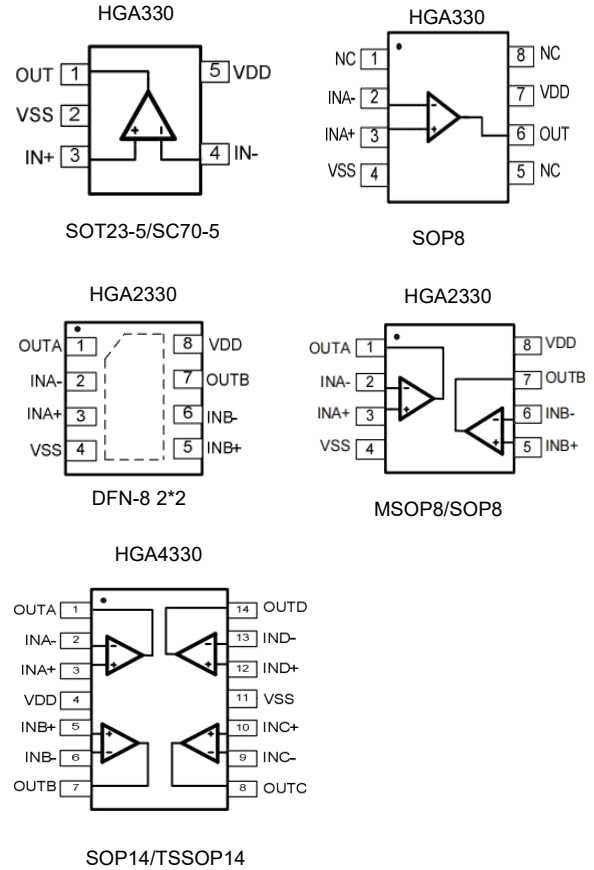 HGA330
OUT 1 5 VDD
VSS 2
IN+ 3 4 IN-
+ -
SOT23-5/SC70-5
HGA330
NC 1 8 NC
INA- 2 - 7 VDD
INA+ 3 + 6 OUT
VSS 4 5 NC
SOP8
HGA2330
OUTA 1 8 VDD
INA- 2 7 OUTB
INA+ 3 6 INB-
VSS 4 5 INB+
DFN-8 2*2
HGA2330
OUTA 1 8 VDD
INA- 2 - 7 OUTB
INA+ 3 + - 6 INB-
VSS 4 + 5 INB+
MSOP8/SOP8
HGA4330
OUTA 1 14 OUTD
INA- 2 - - 13 IND-
INA+ 3 + + 12 IND+
VDD 4 11 VSS
INB+ 5 + + 10 INC+
INB- 6 - - 9 INC-
OUTB 7 8 OUTC
SOP14/TSSOP14